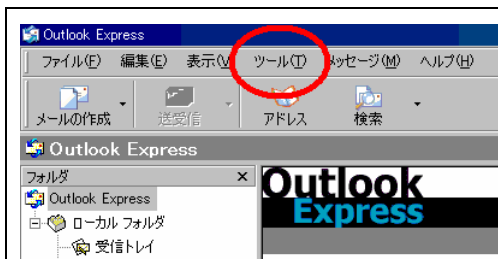 Outlook Express
ファイル(F) 編集(E) 表示(V) ツール(T) メッセージ(M) ヘルプ(H)
メールの作成 送受信 アドレス 検索
Outlook Express
フォルダ ×
Outlook Express
ローカル フォルダ
受信トレイ
Outlook
Express